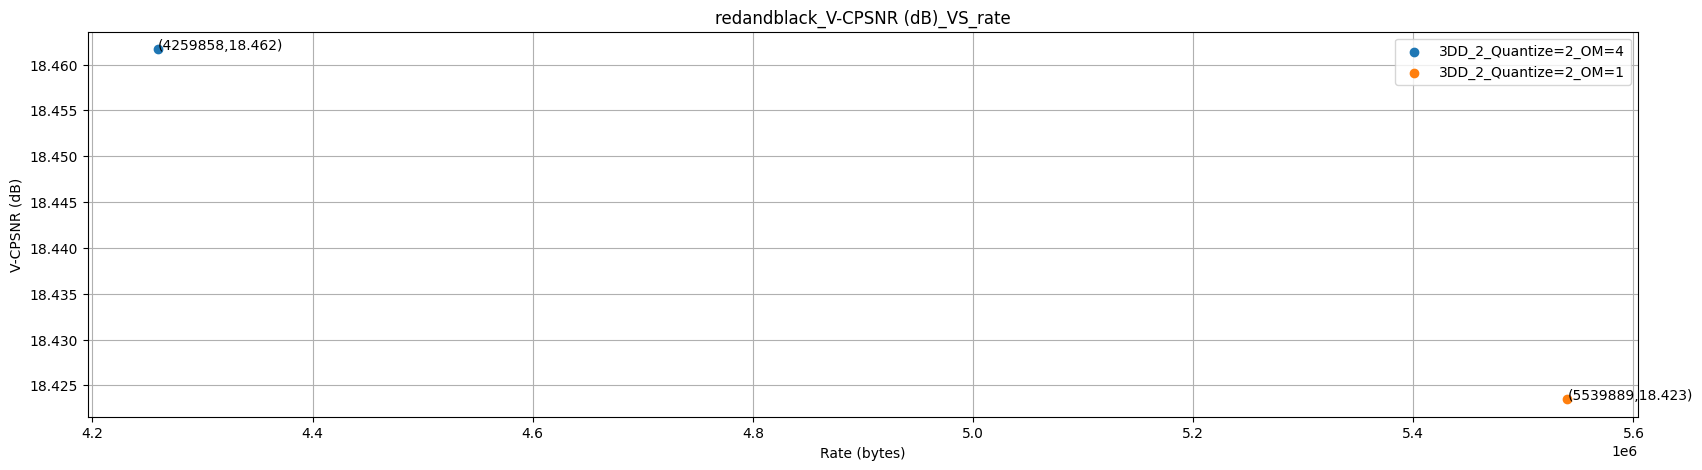 redandblack_V-CPSNR (dB)_VS_rate
(4259858,18.462)
3DD_2_Quantize=2_OM=4
3DD_2_Quantize=2_OM=1
18.460
18.455
18.450
18.445
18.440
18.435
18.430
18.425
V-CPSNR (dB)
(5539889,18.423)
4.2 4.4 4.6 4.8 5.0 5.2 5.4 5.6
1e6
Rate (bytes)